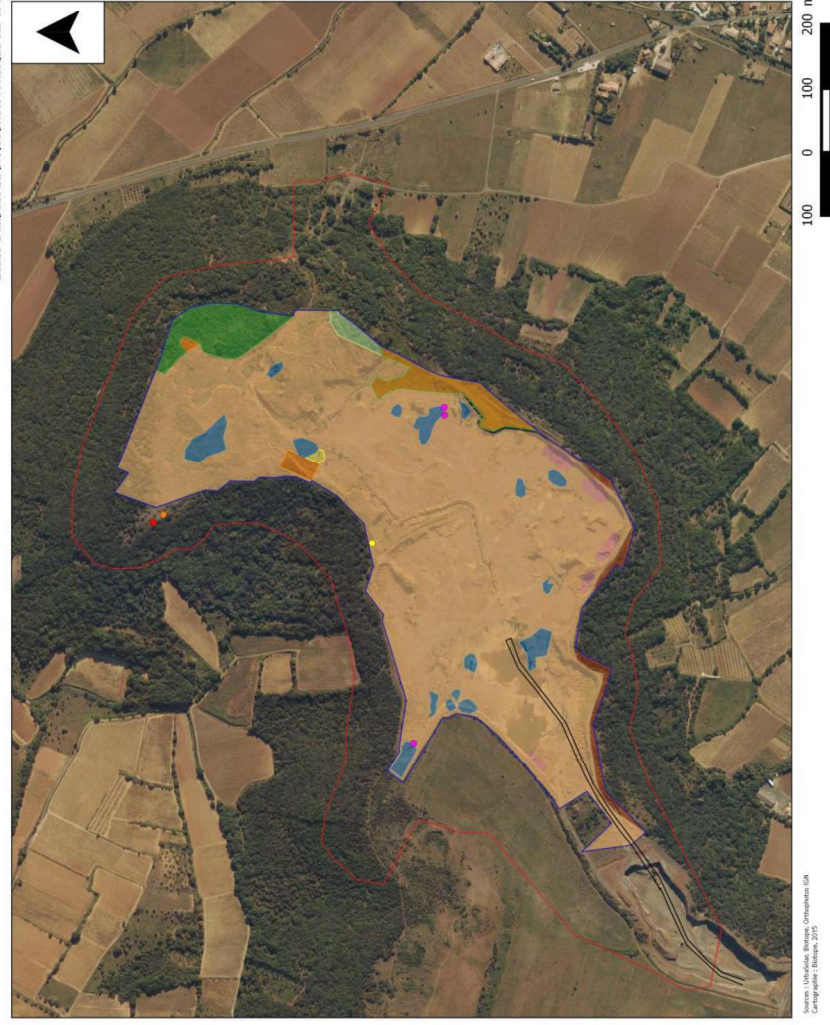 200 m
100
0
100
Sources : UrbaSolar, Biotope, Orthophotos IGN
Cartographie : Biotope, 2015